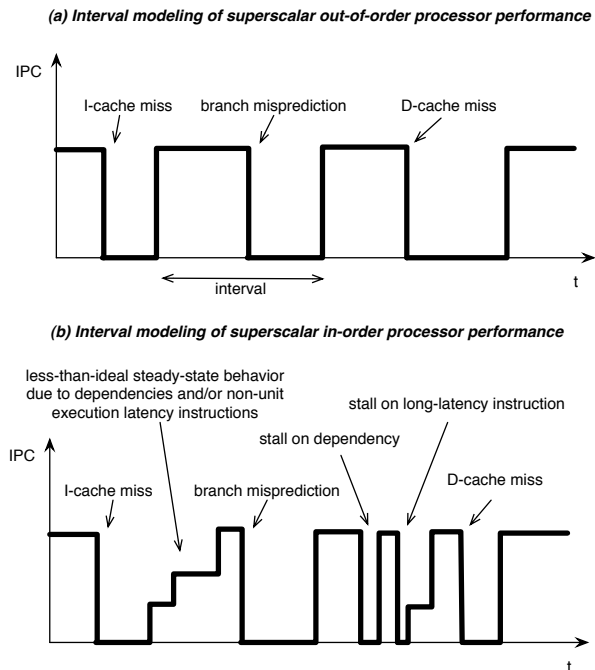 (a) Interval modeling of superscalar out-of-order processor performance
IPC
I-cache miss
branch misprediction
D-cache miss
interval
t
(b) Interval modeling of superscalar in-order processor performance
less-than-ideal steady-state behavior
due to dependencies and/or non-unit
execution latency instructions
stall on long-latency instruction
stall on dependency
IPC
I-cache miss
branch misprediction
D-cache miss
t